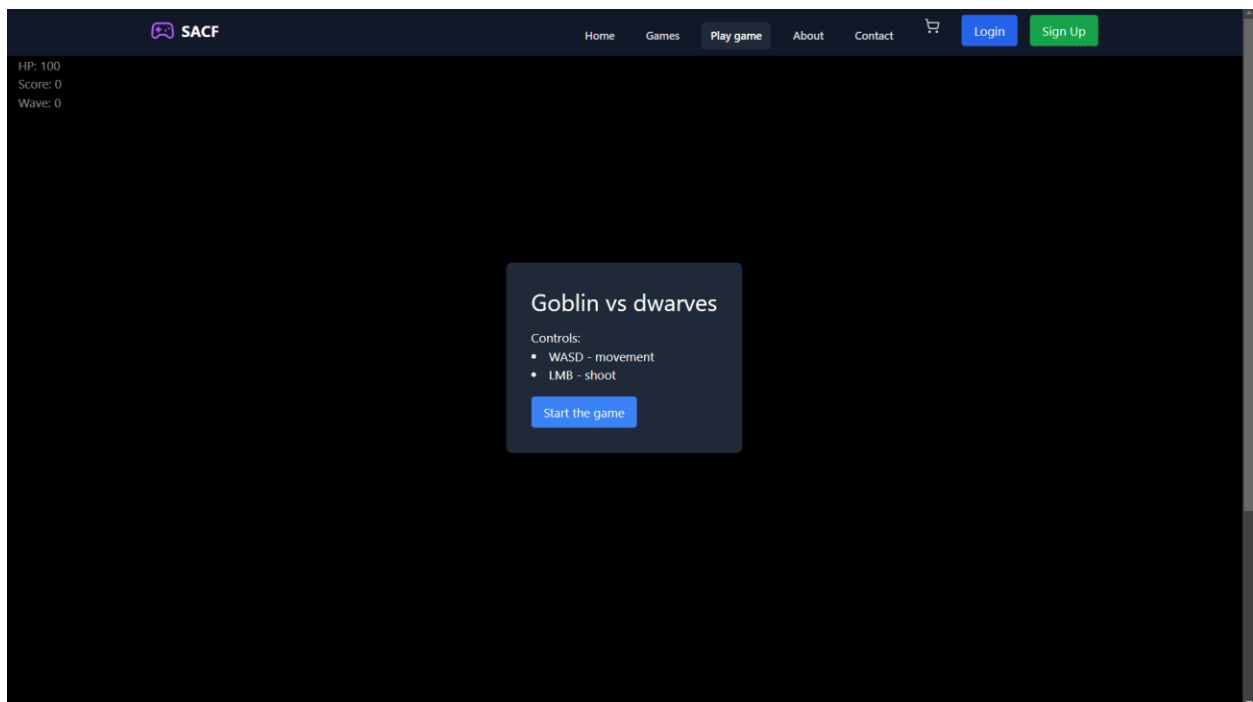 SACF
Home Games Play game About Contact Login Sign Up
HP: 100
Score: 0
Wave: 0
Goblin vs dwarves
Controls:
• WASD - movement
• LMB - shoot
Start the game